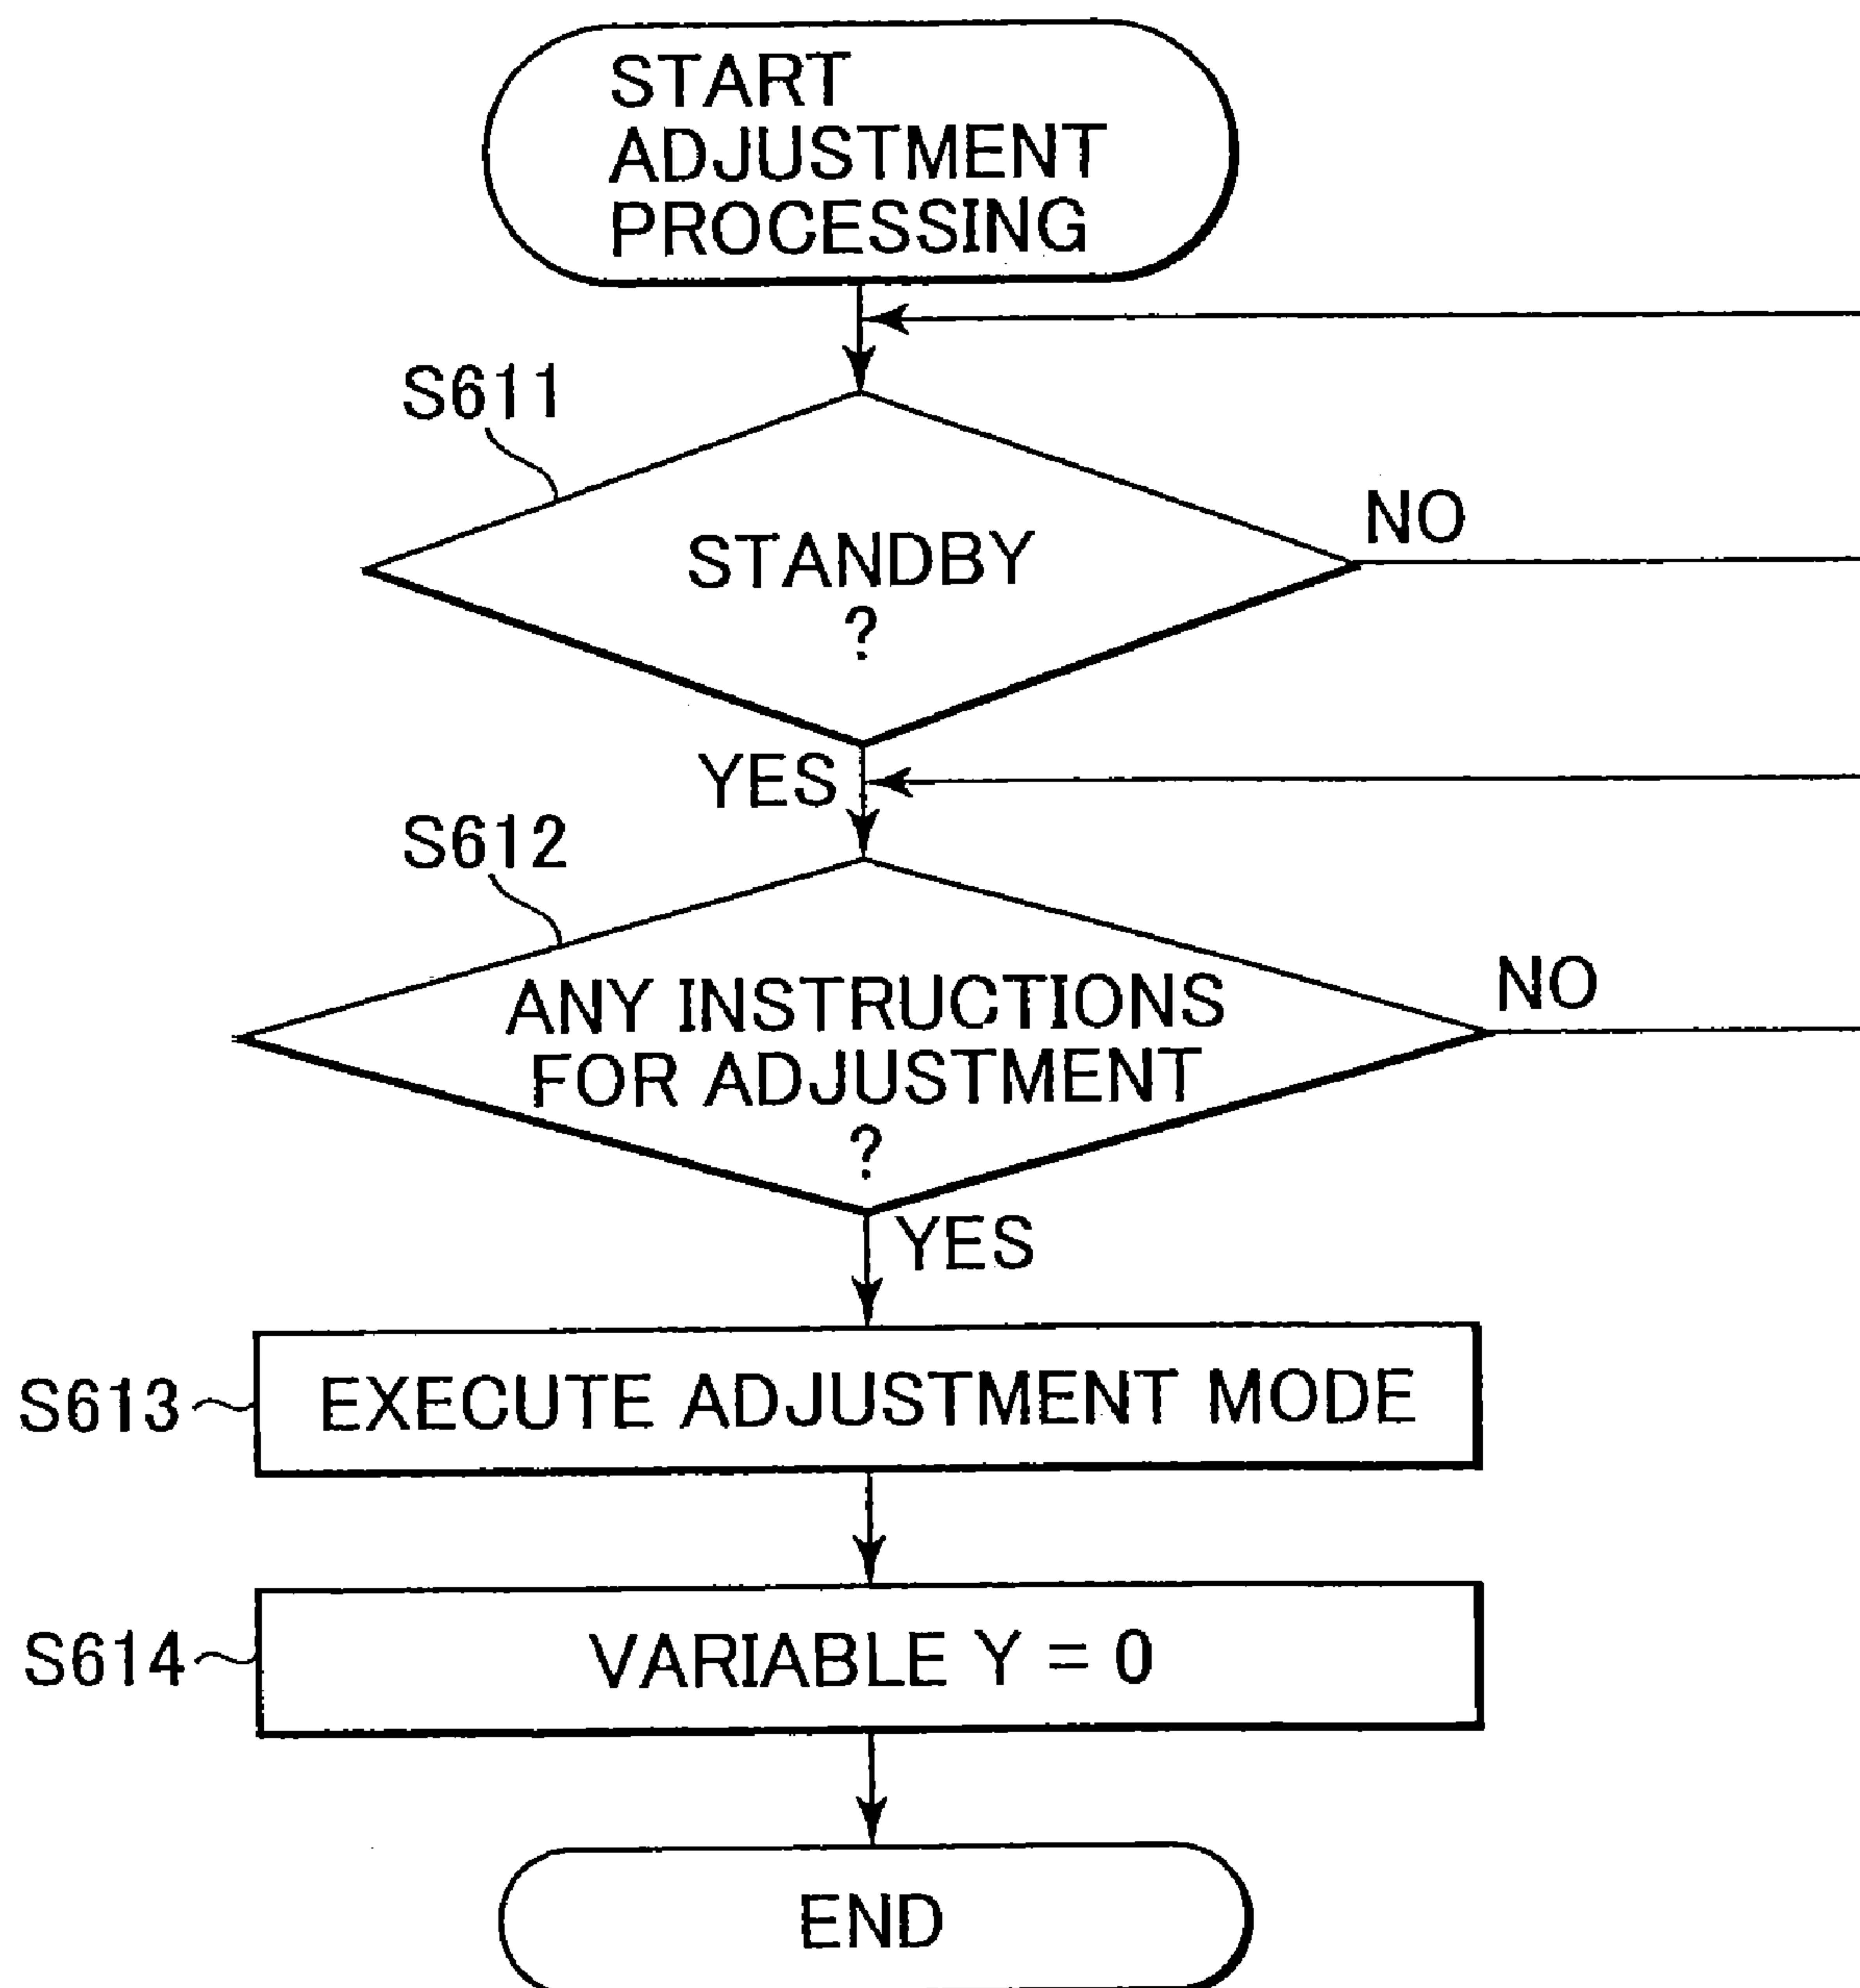 START
ADJUSTMENT
PROCESSING
S611
NO
STANDBY
?
YES
S612
NO
ANY INSTRUCTIONS
FOR ADJUSTMENT
?
YES
S613
EXECUTE ADJUSTMENT MODE
S614
VARIABLE Y = 0
END